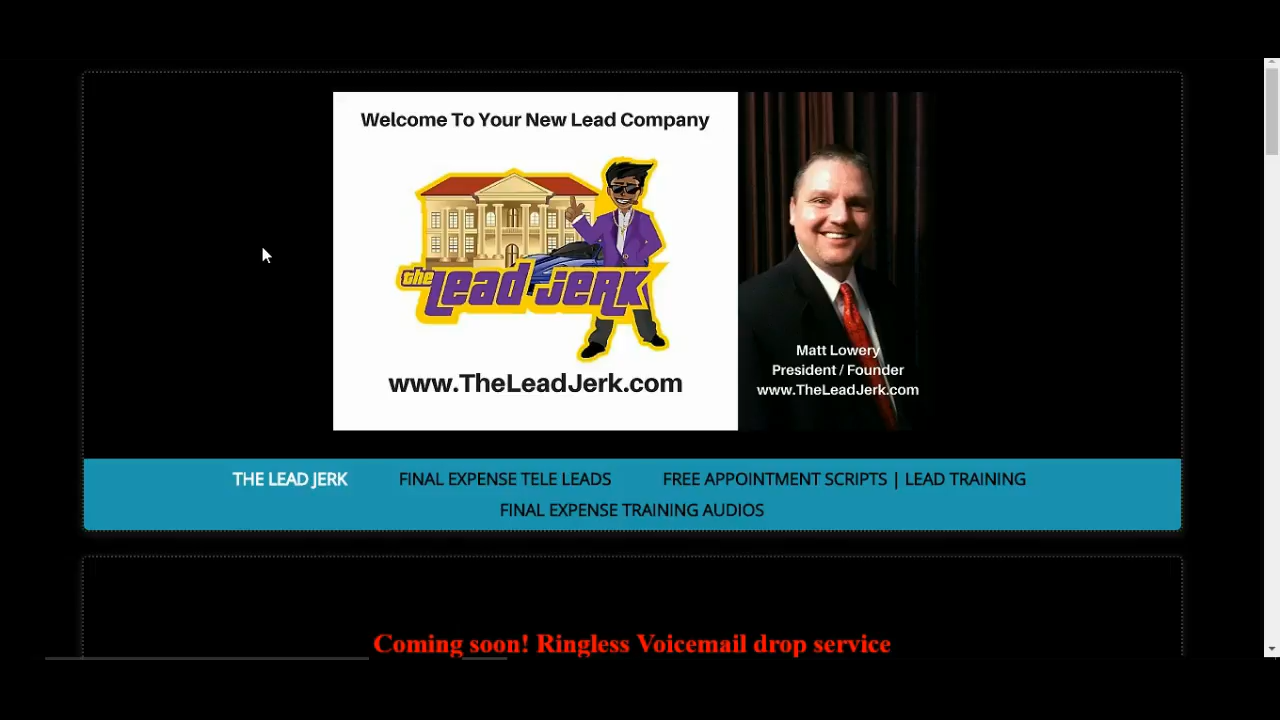 Welcome To Your New Lead Company
the Lead Jerk
www.TheLeadJerk.com
Matt Lowery
President / Founder
www.TheLeadJerk.com
THE LEAD JERK
FINAL EXPENSE TELE LEADS
FREE APPOINTMENT SCRIPTS | LEAD TRAINING
FINAL EXPENSE TRAINING AUDIOS
Coming soon! Ringless Voicemail drop service